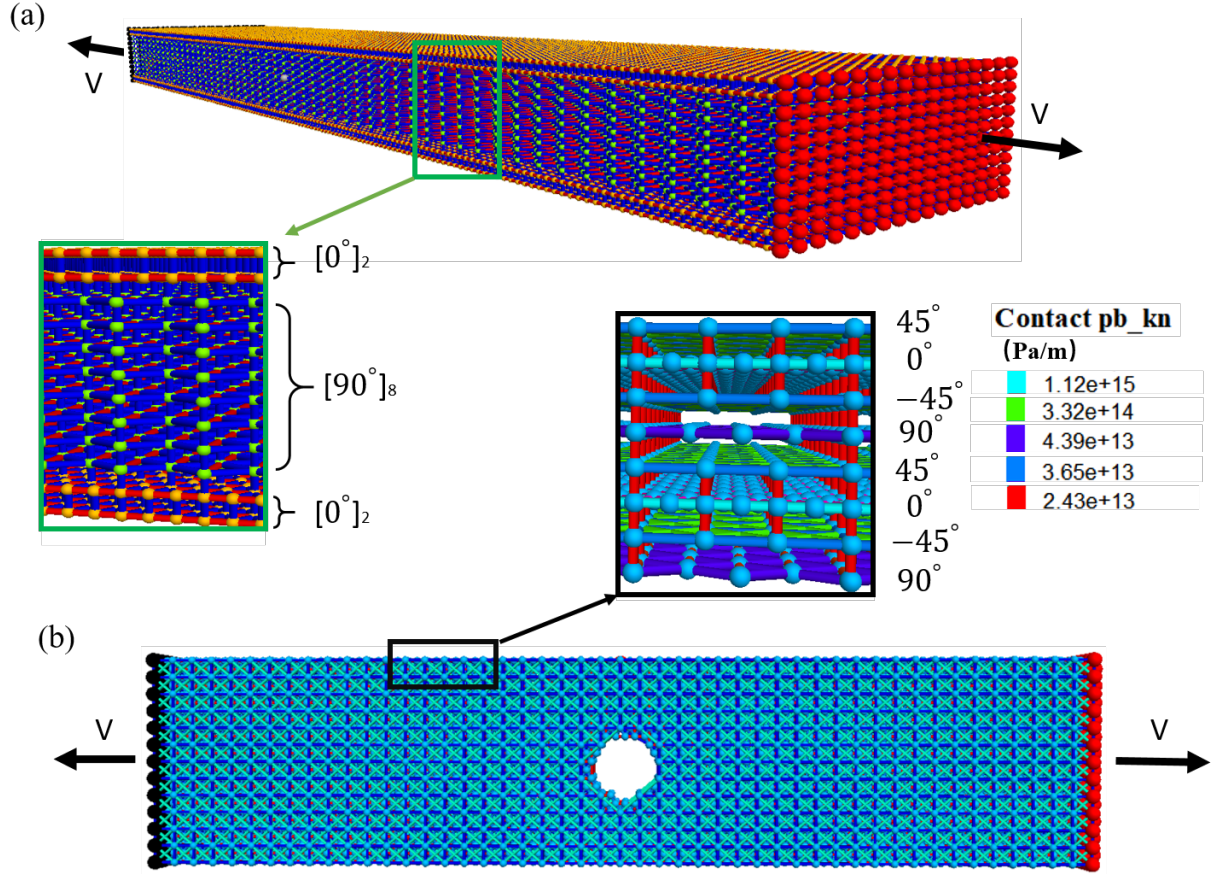 (a)
V
V
[0°]₂
[90°]₈
[0°]₂
45°
0°
−45°
90°
45°
0°
−45°
90°
Contact pb_kn
(Pa/m)
1.12e+15
3.32e+14
4.39e+13
3.65e+13
2.43e+13
(b)
V
V